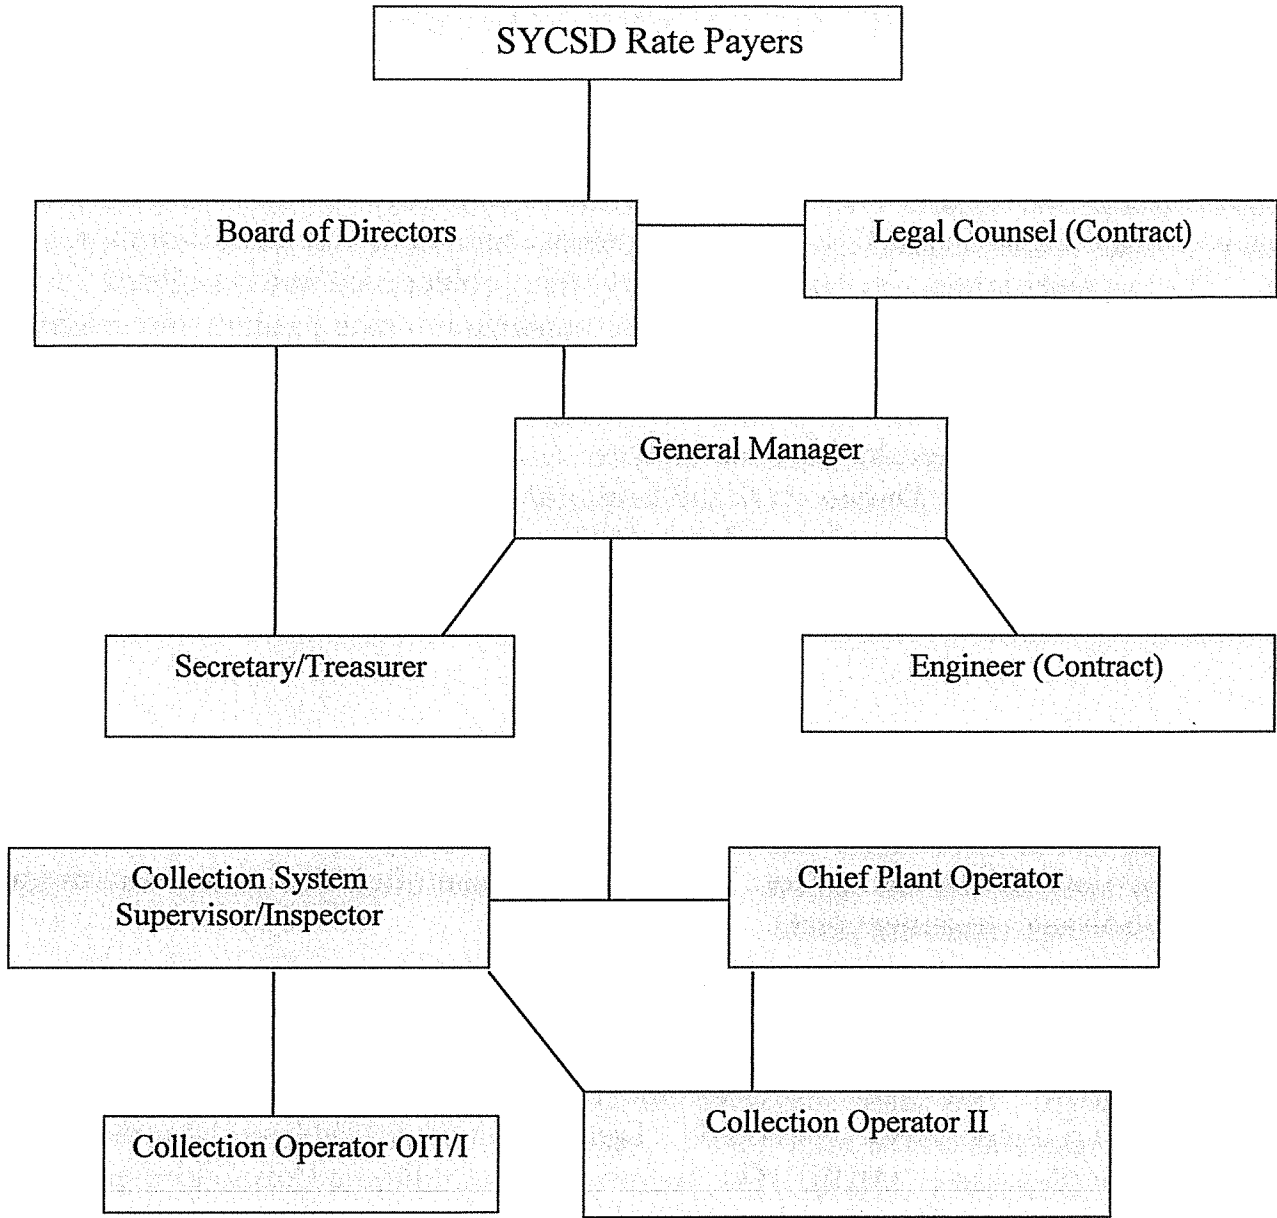 SYCSD Rate Payers
Board of Directors
Legal Counsel (Contract)
General Manager
Secretary/Treasurer
Engineer (Contract)
Collection System
Supervisor/Inspector
Chief Plant Operator
Collection Operator OIT/I
Collection Operator II